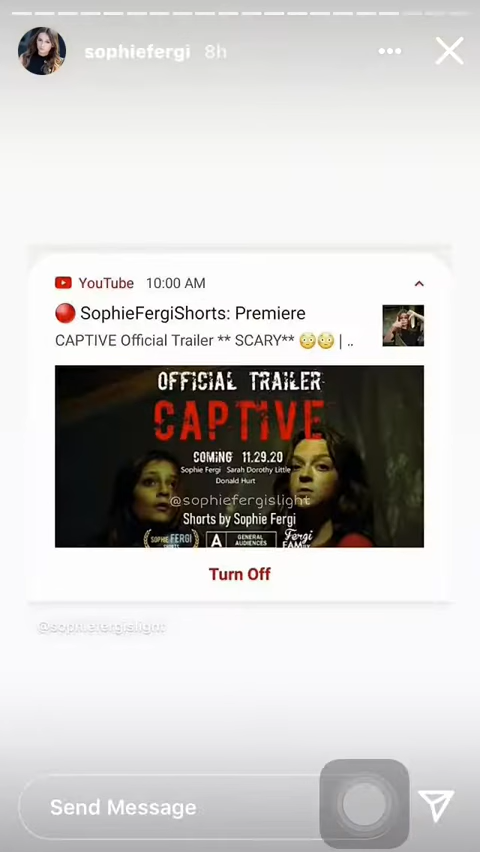 sophiefergi 8h
YouTube 10:00 AM
SophieFergiShorts: Premiere
CAPTIVE Official Trailer ** SCARY** 😳😳 | ..
OFFICIAL TRAILER
CAPTIVE
COMING 11.29.20
Sophie Fergi Sarah Dorothy Little
Donald Hurt
@sophiefergislight
Shorts by Sophie Fergi
SOPHIE FERGI
SHORTS
A GENERAL
AUDIENCES
Fergi
FAMily
Turn Off
@sophiefergislight
Send Message